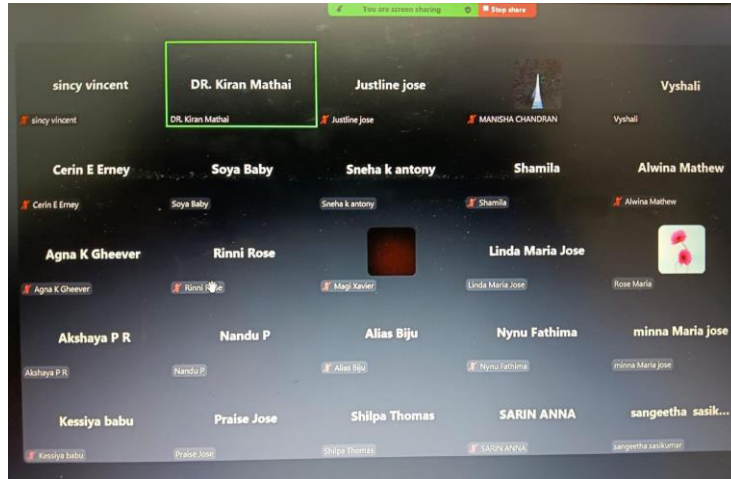 You are screen sharing Stop share
sincy vincent DR. Kiran Mathai Justline jose Vyshali
sincy vincent DR. Kiran Mathai Justline jose MANISHA CHANDRAN Vyshali
Cerin E Erney Soya Baby Sneha k antony Shamila Alwina Mathew
Cerin E Erney Soya Baby Sneha k antony Shamila Alwina Mathew
Agna K Gheever Rinni Rose Linda Maria Jose
Agna K Gheever Rinni Rose Magi Xavier Linda Maria Jose Rose Maria
Akshaya P R Nandu P Alias Biju Nynu Fathima minna Maria jose
Akshaya P R Nandu P Alias Biju Nynu Fathima minna Maria jose
Kessiya babu Praise Jose Shilpa Thomas SARIN ANNA sangeetha sasik...
Kessiya babu Praise Jose Shilpa Thomas SARIN ANNA sangeetha sasikumar